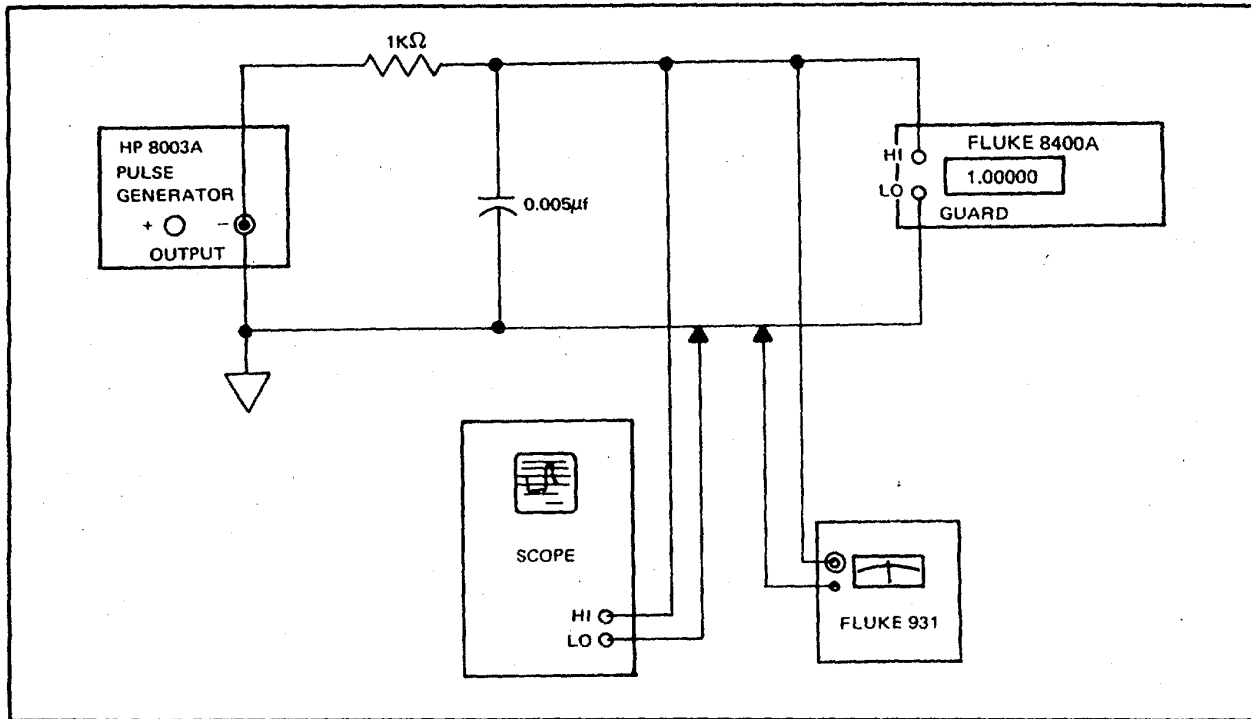 1KΩ
HP 8003A
PULSE
GENERATOR
+ -
OUTPUT
0.005µf
FLUKE 8400A
HI
1.00000
LO
GUARD
SCOPE
HI
LO
FLUKE 931